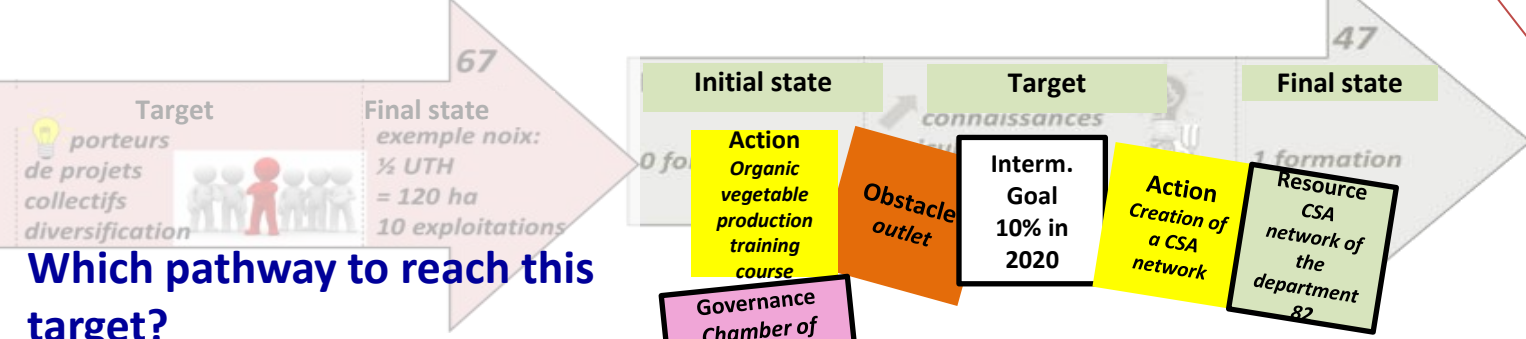 67
Target
Final state
porteurs
de projets
collectifs
diversification
exemple noix:
½ UTH
= 120 ha
10 exploitations
Which pathway to reach this
target?
47
Initial state
Target
Final state
connaissances
1 formation
Action
Organic
vegetable
production
training
course
Obstacle
outlet
Interm.
Goal
10% in
2020
Action
Creation of
a CSA
network
Resource
CSA
network of
the
department
82
Governance
Chamber of